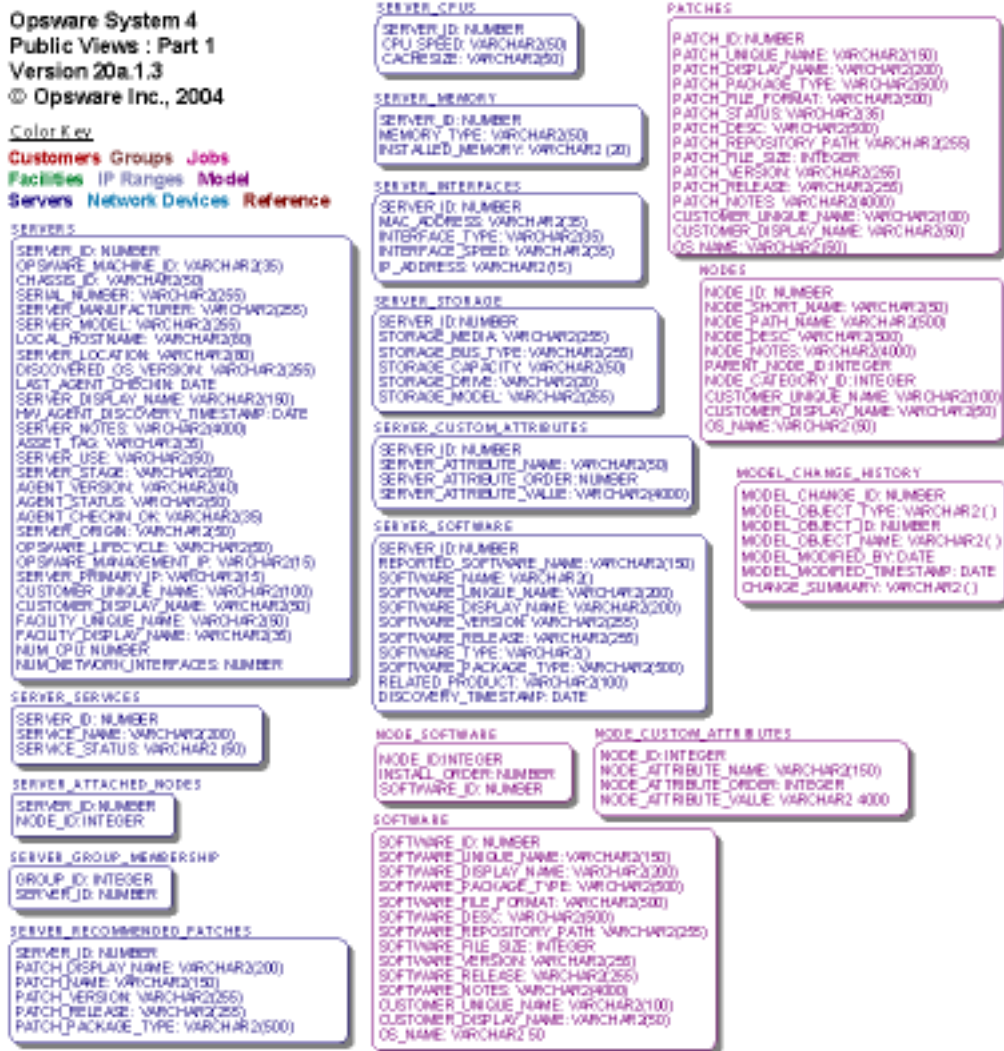 Opsware System 4
Public Views : Part 1
Version 20a.1.3
© Opsware Inc., 2004
Color Key
Customers Groups Jobs
Facilities IP Ranges Model
Servers Network Devices Reference
SERVERS
SERVER_ID: NUMBER
OPSWARE_MACHINE_ID: VARCHAR2(35)
CHASSIS_ID: VARCHAR2(50)
SERIAL_NUMBER: VARCHAR2(255)
SERVER_MANUFACTURER: VARCHAR2(255)
SERVER_MODEL: VARCHAR2(255)
LOCAL_HOSTNAME: VARCHAR2(80)
SERVER_LOCATION: VARCHAR2(80)
DISCOVERED_OS_VERSION: VARCHAR2(255)
LAST_AGENT_CHECKIN: DATE
SERVER_DISPLAY_NAME: VARCHAR2(150)
HW_AGENT_DISCOVERY_TIMESTAMP: DATE
SERVER_NOTES: VARCHAR2(4000)
ASSET_TAG: VARCHAR2(35)
SERVER_USE: VARCHAR2(50)
SERVER_STAGE: VARCHAR2(50)
AGENT_VERSION: VARCHAR2(40)
AGENT_STATUS: VARCHAR2(50)
AGENT_CHECKIN_OK: VARCHAR2(35)
SERVER_ORIGIN: VARCHAR2(50)
OPSWARE_LIFECYCLE: VARCHAR2(50)
OPSWARE_MANAGEMENT_IP: VARCHAR2(15)
SERVER_PRIMARY_IP: VARCHAR2(15)
CUSTOMER_UNIQUE_NAME: VARCHAR2(100)
CUSTOMER_DISPLAY_NAME: VARCHAR2(50)
FACILITY_UNIQUE_NAME: VARCHAR2(50)
FACILITY_DISPLAY_NAME: VARCHAR2(35)
NUM_CPU: NUMBER
NUM_NETWORK_INTERFACES: NUMBER
SERVER_SERVICES
SERVER_ID: NUMBER
SERVICE_NAME: VARCHAR2(200)
SERVICE_STATUS: VARCHAR2 (50)
SERVER_ATTACHED_NODES
SERVER_ID: NUMBER
NODE_ID: INTEGER
SERVER_GROUP_MEMBERSHIP
GROUP_ID: INTEGER
SERVER_ID: NUMBER
SERVER_RECOMMENDED_PATCHES
SERVER_ID: NUMBER
PATCH_DISPLAY_NAME: VARCHAR2(200)
PATCH_NAME: VARCHAR2(150)
PATCH_VERSION: VARCHAR2(255)
PATCH_RELEASE: VARCHAR2(255)
PATCH_PACKAGE_TYPE: VARCHAR2(500)
SERVER_CPUS
SERVER_ID: NUMBER
CPU_SPEED: VARCHAR2(50)
CACHESIZE: VARCHAR2(50)
SERVER_MEMORY
SERVER_ID: NUMBER
MEMORY_TYPE: VARCHAR2(50)
INSTALLED_MEMORY: VARCHAR2 (20)
SERVER_INTERFACES
SERVER_ID: NUMBER
MAC_ADDRESS: VARCHAR2(35)
INTERFACE_TYPE: VARCHAR2(35)
INTERFACE_SPEED: VARCHAR2(35)
IP_ADDRESS: VARCHAR2(15)
SERVER_STORAGE
SERVER_ID: NUMBER
STORAGE_MEDIA: VARCHAR2(255)
STORAGE_BUS_TYPE: VARCHAR2(255)
STORAGE_CAPACITY: VARCHAR2(50)
STORAGE_DRIVE: VARCHAR2(20)
STORAGE_MODEL: VARCHAR2(255)
SERVER_CUSTOM_ATTRIBUTES
SERVER_ID: NUMBER
SERVER_ATTRIBUTE_NAME: VARCHAR2(50)
SERVER_ATTRIBUTE_ORDER: NUMBER
SERVER_ATTRIBUTE_VALUE: VARCHAR2(4000)
SERVER_SOFTWARE
SERVER_ID: NUMBER
REPORTED_SOFTWARE_NAME: VARCHAR2(150)
SOFTWARE_NAME: VARCHAR2()
SOFTWARE_UNIQUE_NAME: VARCHAR2(200)
SOFTWARE_DISPLAY_NAME: VARCHAR2(200)
SOFTWARE_VERSION: VARCHAR2(255)
SOFTWARE_RELEASE: VARCHAR2(255)
SOFTWARE_TYPE: VARCHAR2()
SOFTWARE_PACKAGE_TYPE: VARCHAR2(500)
RELATED_PRODUCT: VARCHAR2(100)
DISCOVERY_TIMESTAMP: DATE
NODE_SOFTWARE
NODE_ID: INTEGER
INSTALL_ORDER: NUMBER
SOFTWARE_ID: NUMBER
NODE_CUSTOM_ATTRIBUTES
NODE_ID: INTEGER
NODE_ATTRIBUTE_NAME: VARCHAR2(150)
NODE_ATTRIBUTE_ORDER: INTEGER
NODE_ATTRIBUTE_VALUE: VARCHAR2 4000
SOFTWARE
SOFTWARE_ID: NUMBER
SOFTWARE_UNIQUE_NAME: VARCHAR2(150)
SOFTWARE_DISPLAY_NAME: VARCHAR2(200)
SOFTWARE_PACKAGE_TYPE: VARCHAR2(500)
SOFTWARE_FILE_FORMAT: VARCHAR2(500)
SOFTWARE_DESC: VARCHAR2(500)
SOFTWARE_REPOSITORY_PATH: VARCHAR2(255)
SOFTWARE_FILE_SIZE: INTEGER
SOFTWARE_VERSION: VARCHAR2(255)
SOFTWARE_RELEASE: VARCHAR2(255)
SOFTWARE_NOTES: VARCHAR2(4000)
CUSTOMER_UNIQUE_NAME: VARCHAR2(100)
CUSTOMER_DISPLAY_NAME: VARCHAR2(50)
OS_NAME: VARCHAR2 50
PATCHES
PATCH_ID: NUMBER
PATCH_UNIQUE_NAME: VARCHAR2(150)
PATCH_DISPLAY_NAME: VARCHAR2(200)
PATCH_PACKAGE_TYPE: VARCHAR2(500)
PATCH_FILE_FORMAT: VARCHAR2(500)
PATCH_STATUS: VARCHAR2(35)
PATCH_DESC: VARCHAR2(500)
PATCH_REPOSITORY_PATH: VARCHAR2(255)
PATCH_FILE_SIZE: INTEGER
PATCH_VERSION: VARCHAR2(255)
PATCH_RELEASE: VARCHAR2(255)
PATCH_NOTES: VARCHAR2(4000)
CUSTOMER_UNIQUE_NAME: VARCHAR2(100)
CUSTOMER_DISPLAY_NAME: VARCHAR2(50)
OS_NAME: VARCHAR2(50)
NODES
NODE_ID: NUMBER
NODE_SHORT_NAME: VARCHAR2(50)
NODE_PATH_NAME: VARCHAR2(500)
NODE_DESC: VARCHAR2(500)
NODE_NOTES: VARCHAR2(4000)
PARENT_NODE_ID: INTEGER
NODE_CATEGORY_ID: INTEGER
CUSTOMER_UNIQUE_NAME: VARCHAR2(100)
CUSTOMER_DISPLAY_NAME: VARCHAR2(50)
OS_NAME: VARCHAR2 (50)
MODEL_CHANGE_HISTORY
MODEL_CHANGE_ID: NUMBER
MODEL_OBJECT_TYPE: VARCHAR2 ( )
MODEL_OBJECT_ID: NUMBER
MODEL_OBJECT_NAME: VARCHAR2 ( )
MODEL_MODIFIED_BY: DATE
MODEL_MODIFIED_TIMESTAMP: DATE
CHANGE_SUMMARY: VARCHAR2 ( )